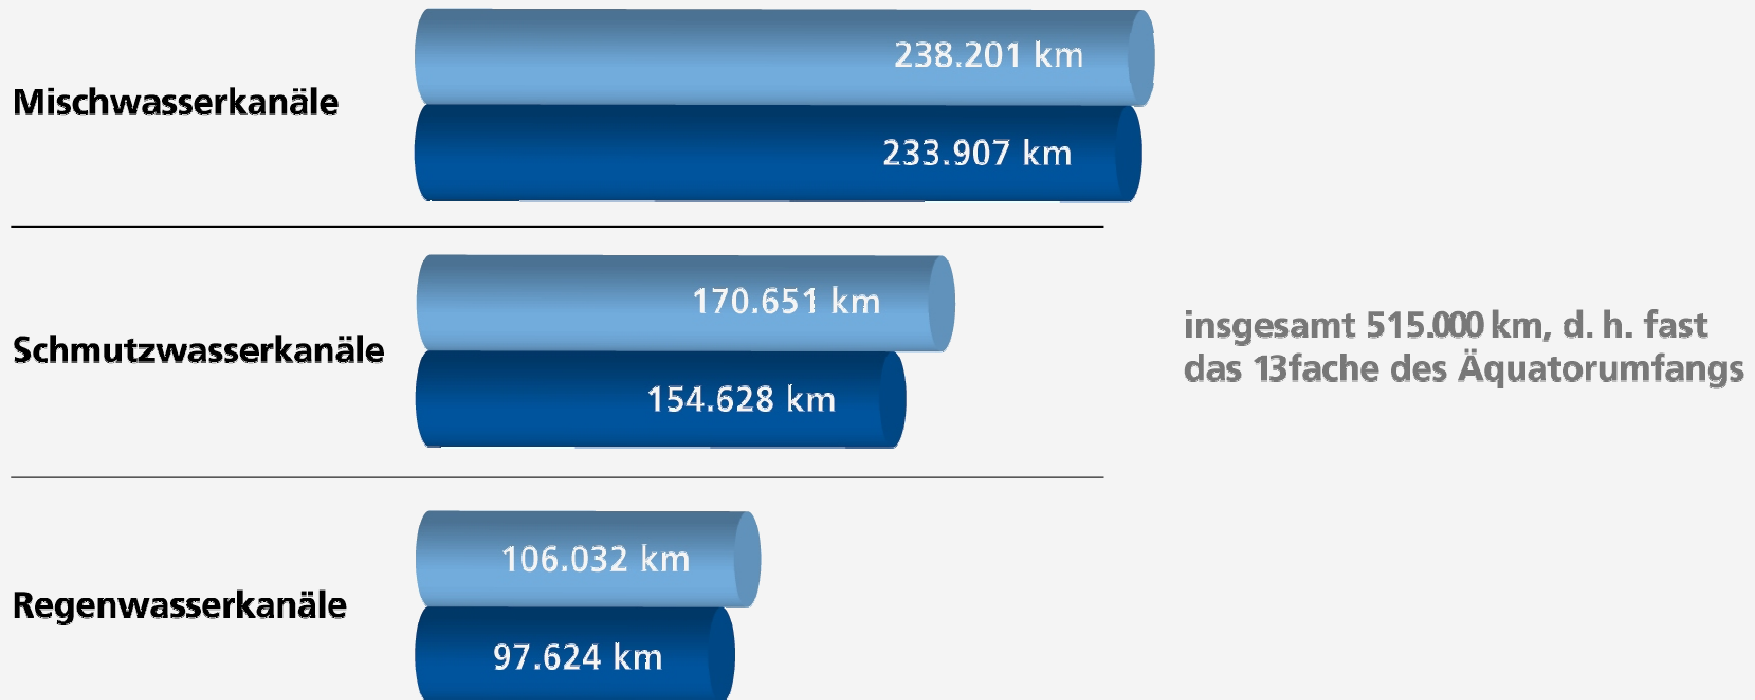 238.201 km
Mischwasserkanäle
233.907 km
170.651 km
Schmutzwasserkanäle
154.628 km
insgesamt 515.000 km, d. h. fast
das 13fache des Äquatorumfangs
106.032 km
Regenwasserkanäle
97.624 km